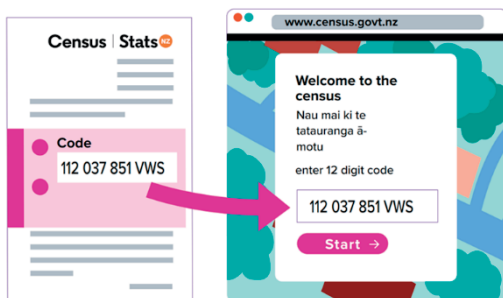 Census | Stats NZ
Code
112 037 851 VWS
www.census.govt.nz
Welcome to the
census
Nau mai ki te
tatauranga ā-
motu
enter 12 digit code
112 037 851 VWS
Start →